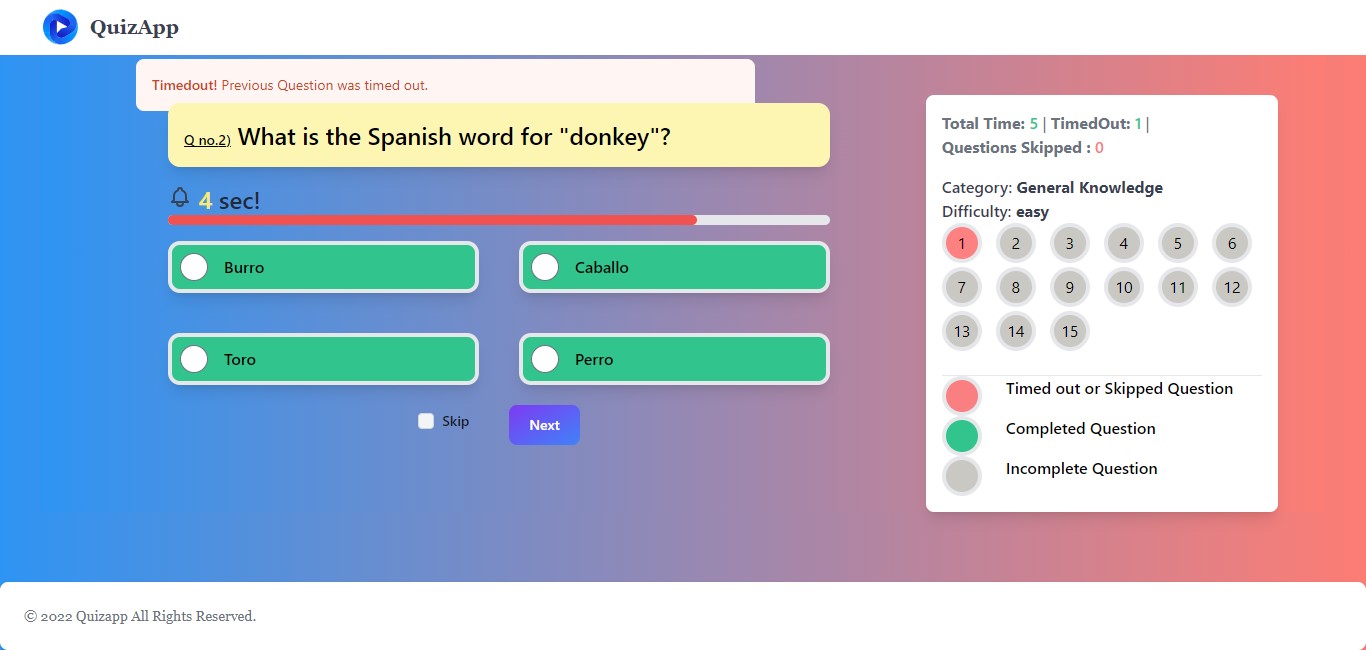 QuizApp
Timedout! Previous Question was timed out.
Q no.2) What is the Spanish word for "donkey"?
4 sec!
Burro
Caballo
Toro
Perro
Skip
Next
Total Time: 5 | TimedOut: 1 |
Questions Skipped : 0
Category: General Knowledge
Difficulty: easy
1 2 3 4 5 6
7 8 9 10 11 12
13 14 15
Timed out or Skipped Question
Completed Question
Incomplete Question
© 2022 Quizapp All Rights Reserved.